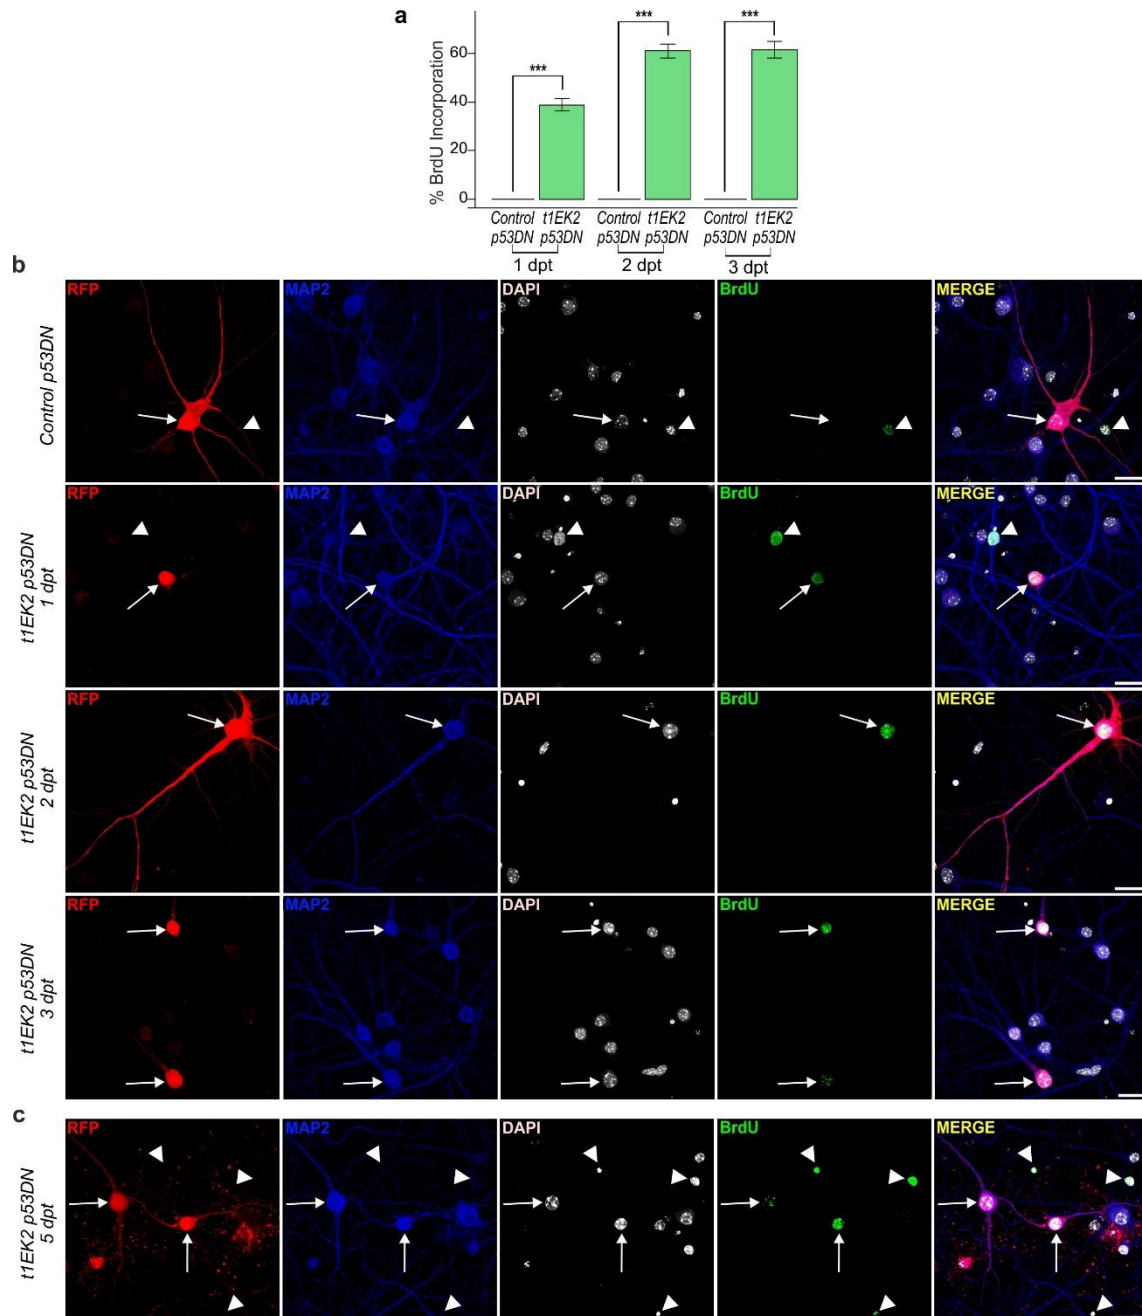 a
% BrdU Incorporation
60
40
20
0
***
***
***
Control
p53DN
t1EK2
p53DN
Control
p53DN
t1EK2
p53DN
Control
p53DN
t1EK2
p53DN
1 dpt
2 dpt
3 dpt
b
Control p53DN
RFP
MAP2
DAPI
BrdU
MERGE
t1EK2 p53DN
1 dpt
RFP
MAP2
DAPI
BrdU
MERGE
t1EK2 p53DN
2 dpt
RFP
MAP2
DAPI
BrdU
MERGE
t1EK2 p53DN
3 dpt
RFP
MAP2
DAPI
BrdU
MERGE
c
t1EK2 p53DN
5 dpt
RFP
MAP2
DAPI
BrdU
MERGE